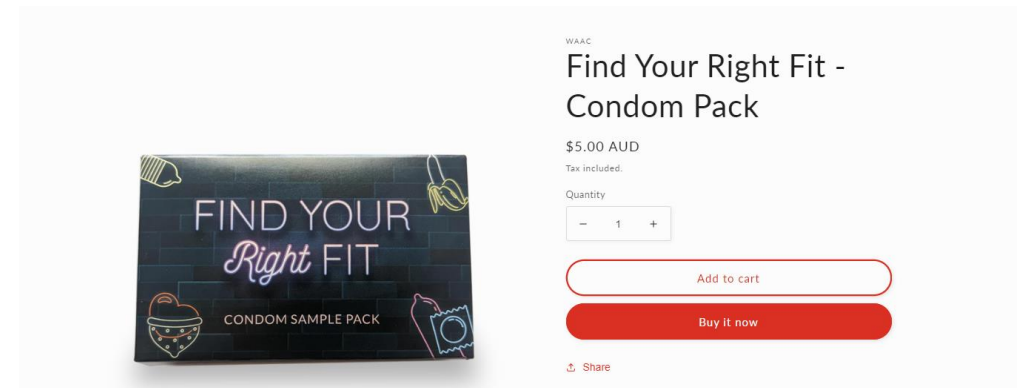 FIND YOUR
Right FIT
CONDOM SAMPLE PACK
WAAC
Find Your Right Fit -
Condom Pack
$5.00 AUD
Tax included.
Quantity
− 1 +
Add to cart
Buy it now
Share